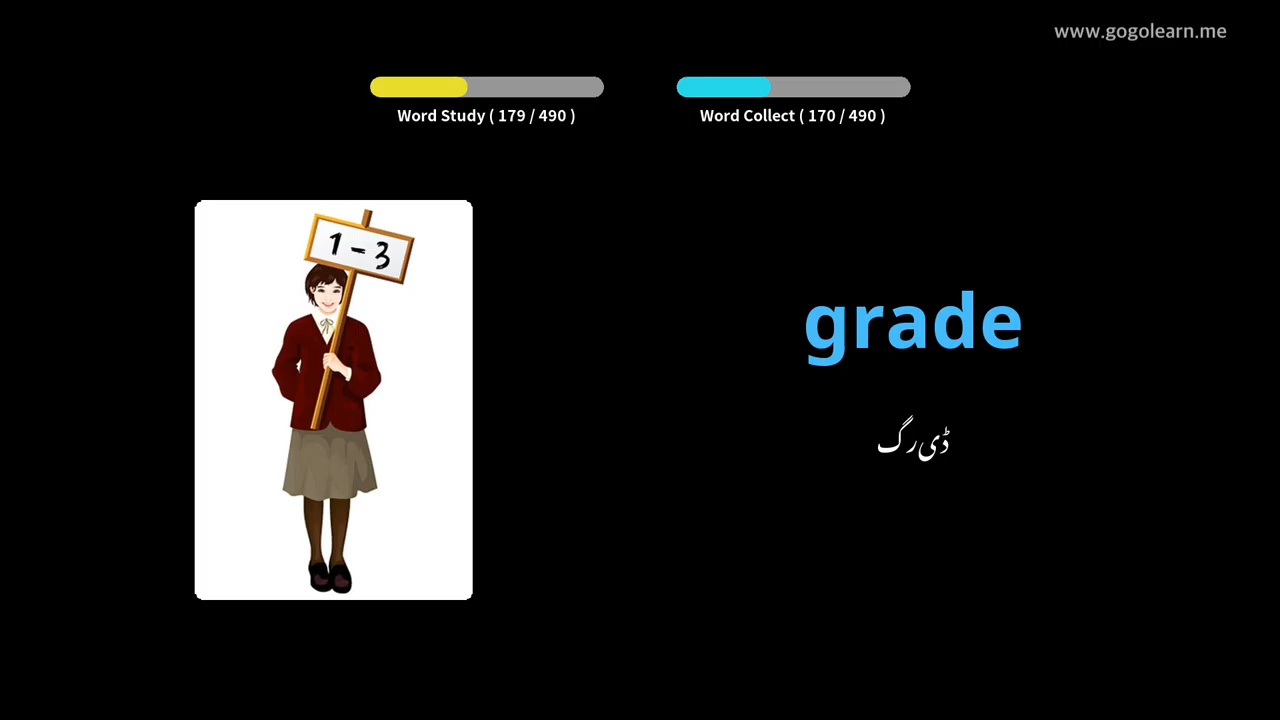 www.gogolearn.me
Word Study ( 179 / 490 )
Word Collect ( 170 / 490 )
1 - 3
grade
ڈیرگ